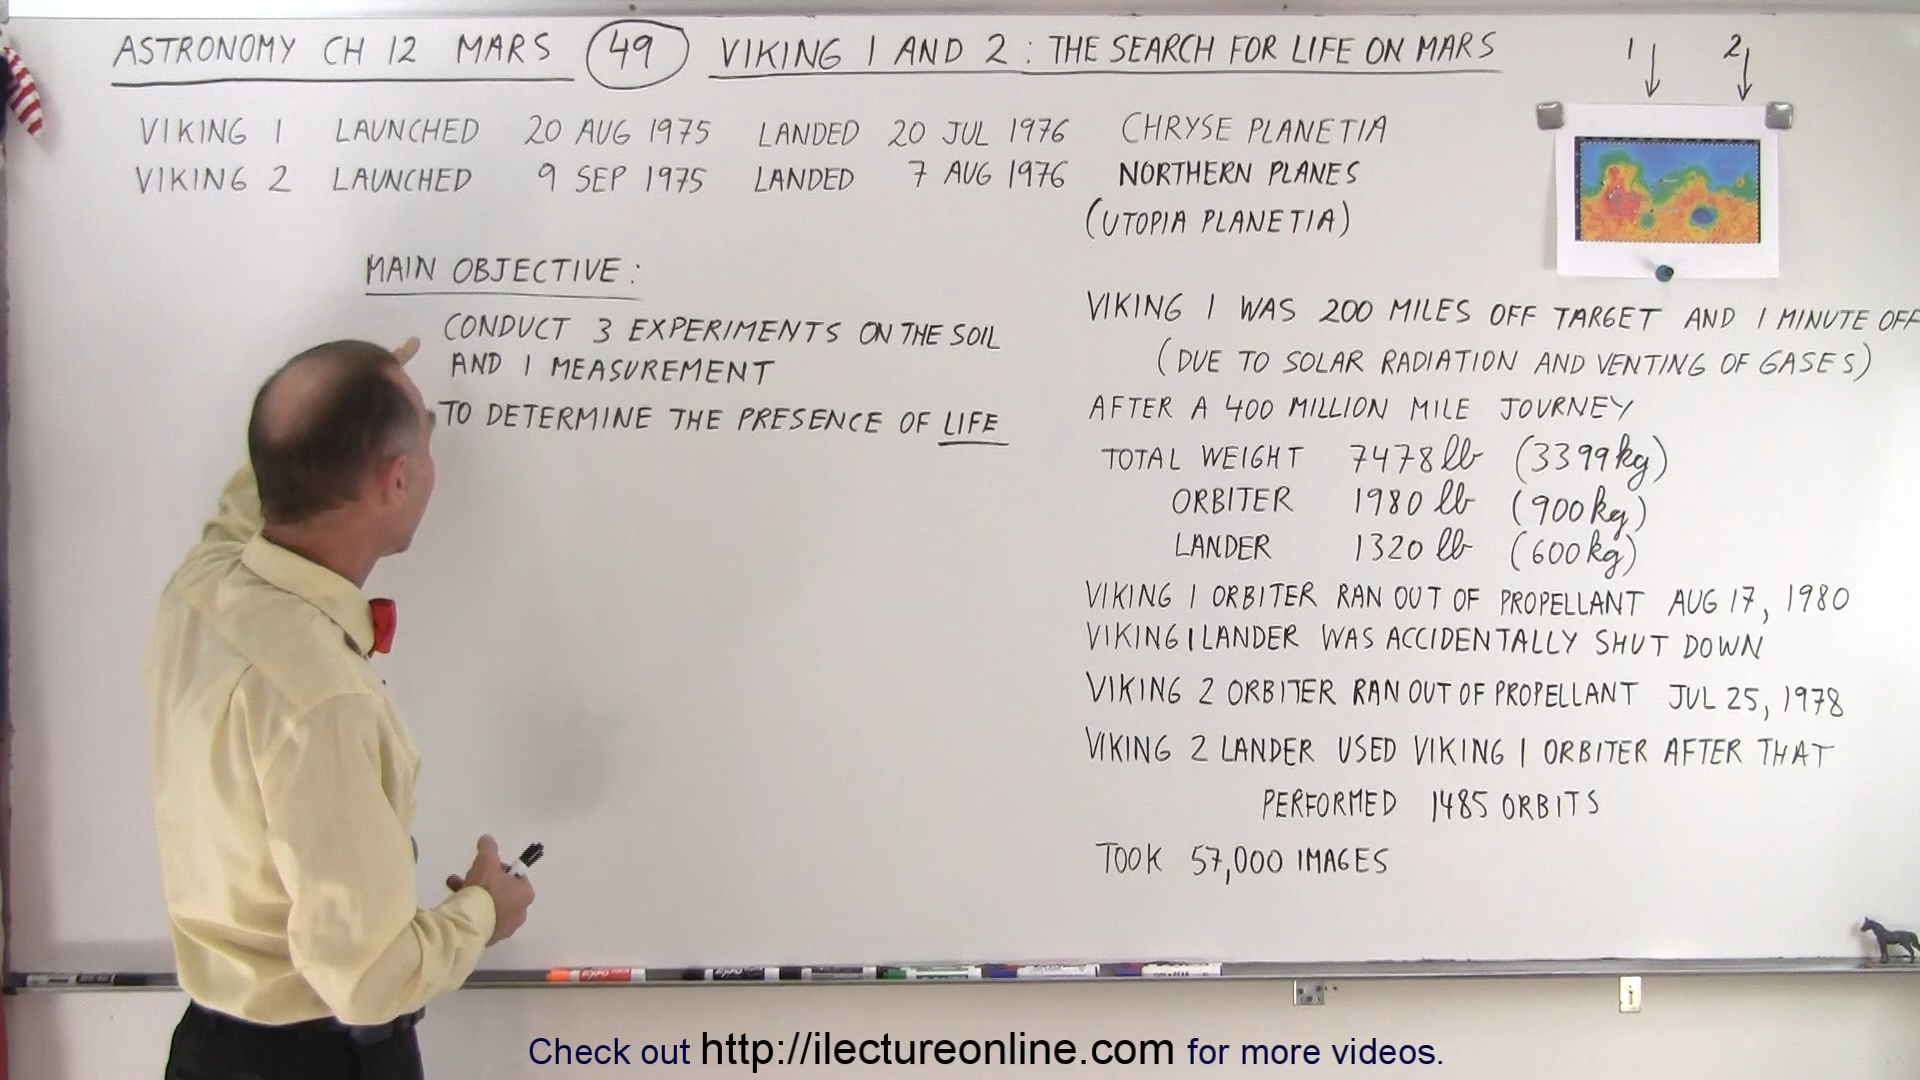 ASTRONOMY CH 12 MARS 49 VIKING 1 AND 2 : THE SEARCH FOR LIFE ON MARS
1 2
VIKING 1 LAUNCHED 20 AUG 1975 LANDED 20 JUL 1976 CHRYSE PLANETIA
VIKING 2 LAUNCHED 9 SEP 1975 LANDED 7 AUG 1976 NORTHERN PLANES
(UTOPIA PLANETIA)
MAIN OBJECTIVE :
CONDUCT 3 EXPERIMENTS ON THE SOIL
AND 1 MEASUREMENT
TO DETERMINE THE PRESENCE OF LIFE
VIKING 1 WAS 200 MILES OFF TARGET AND 1 MINUTE OFF
(DUE TO SOLAR RADIATION AND VENTING OF GASES)
AFTER A 400 MILLION MILE JOURNEY
TOTAL WEIGHT 7478 lb (3399 kg)
ORBITER 1980 lb (900 kg)
LANDER 1320 lb (600 kg)
VIKING 1 ORBITER RAN OUT OF PROPELLANT AUG 17, 1980
VIKING 1 LANDER WAS ACCIDENTALLY SHUT DOWN
VIKING 2 ORBITER RAN OUT OF PROPELLANT JUL 25, 1978
VIKING 2 LANDER USED VIKING 1 ORBITER AFTER THAT
PERFORMED 1485 ORBITS
TOOK 57,000 IMAGES
Check out http://ilectureonline.com for more videos.